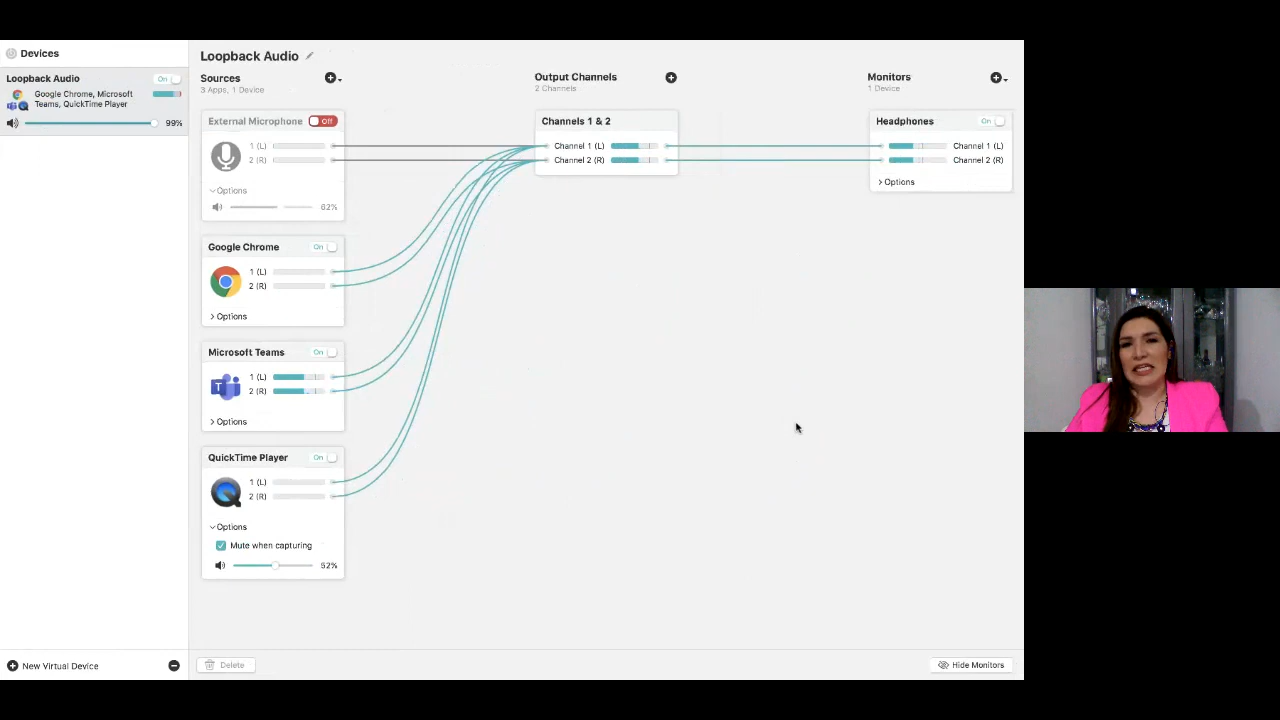 Devices
Loopback Audio
On
Google Chrome, Microsoft
Teams, QuickTime Player
99%
New Virtual Device
Loopback Audio
Sources
3 Apps, 1 Device
External Microphone
Off
1 (L)
2 (R)
Options
62%
Google Chrome
On
1 (L)
2 (R)
Options
Microsoft Teams
On
T
1 (L)
2 (R)
Options
QuickTime Player
On
1 (L)
2 (R)
Options
Mute when capturing
52%
Delete
Output Channels
2 Channels
Channels 1 & 2
Channel 1 (L)
Channel 2 (R)
Monitors
1 Device
Headphones
On
Channel 1 (L)
Channel 2 (R)
Options
Hide Monitors